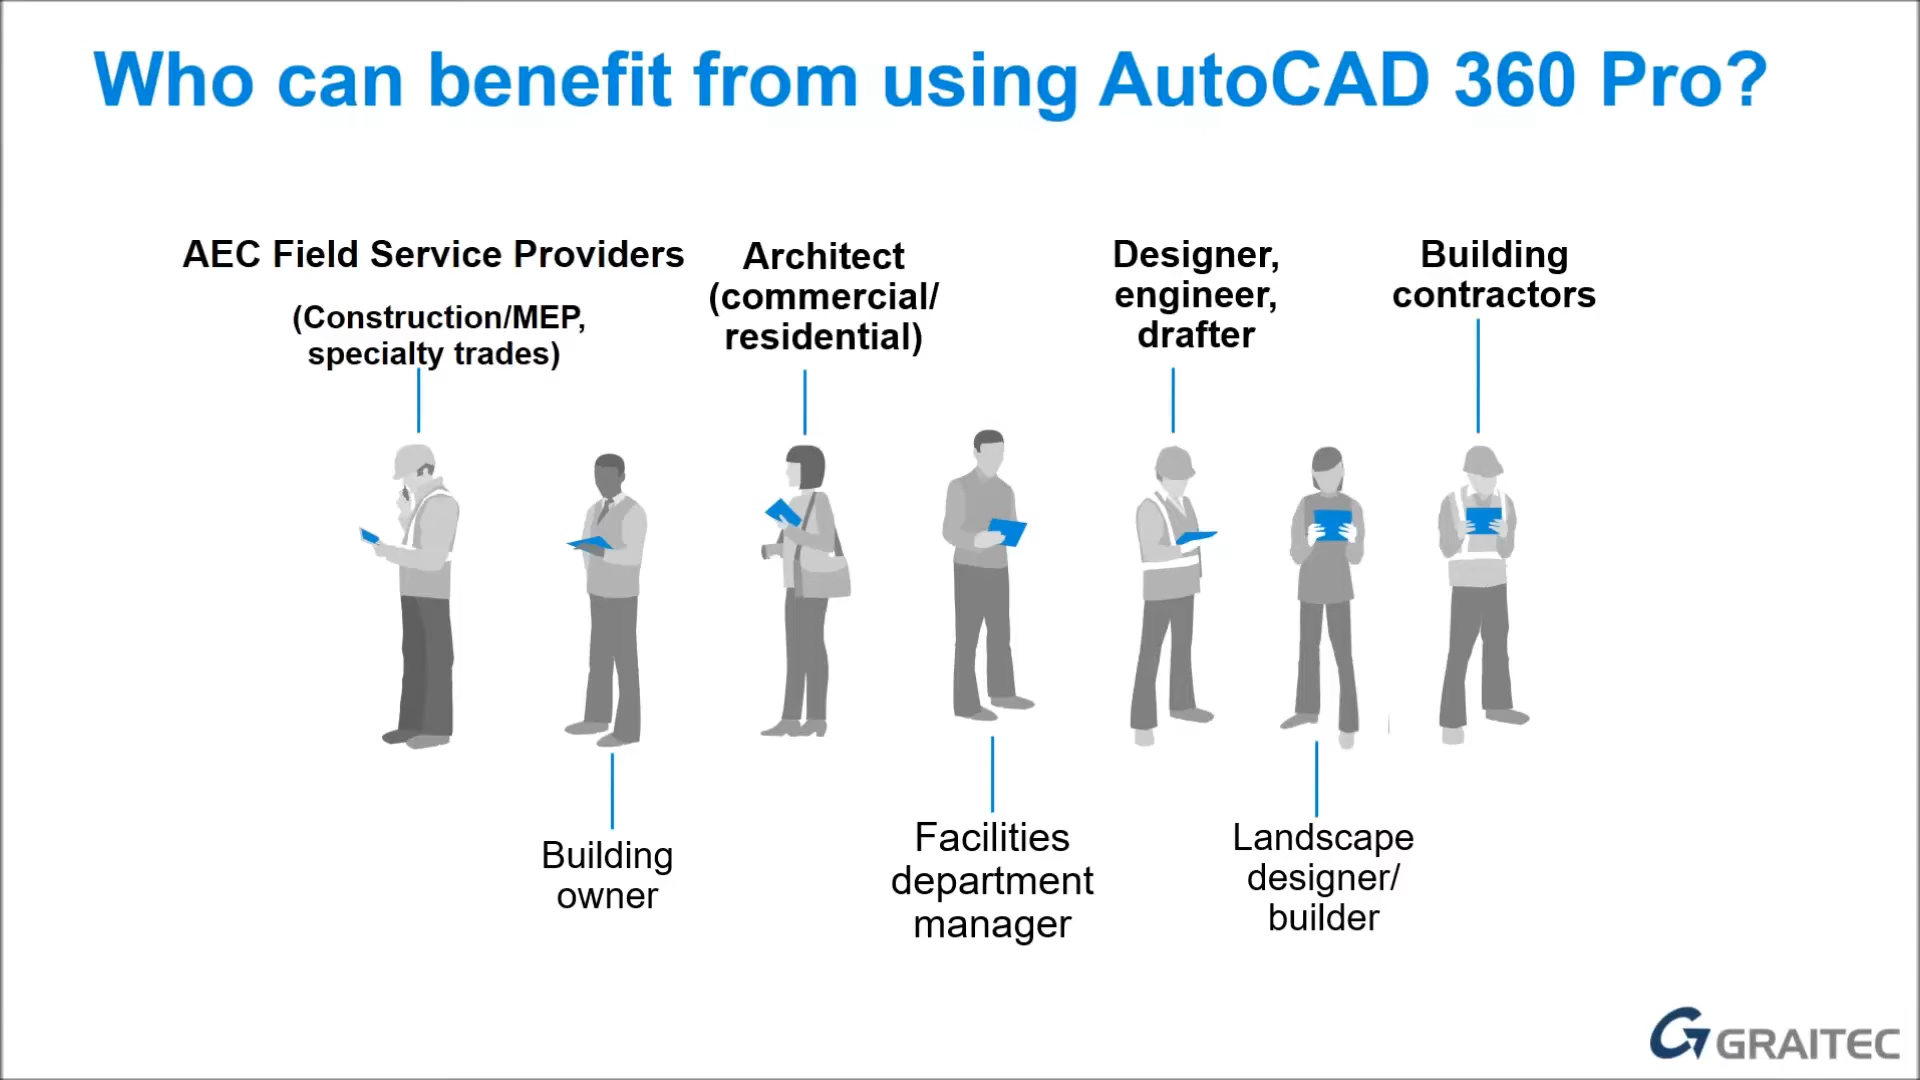 Who can benefit from using AutoCAD 360 Pro?
AEC Field Service Providers
(Construction/MEP,
specialty trades)
Architect
(commercial/
residential)
Designer,
engineer,
drafter
Building
contractors
Building
owner
Facilities
department
manager
Landscape
designer/
builder
GRAITEC